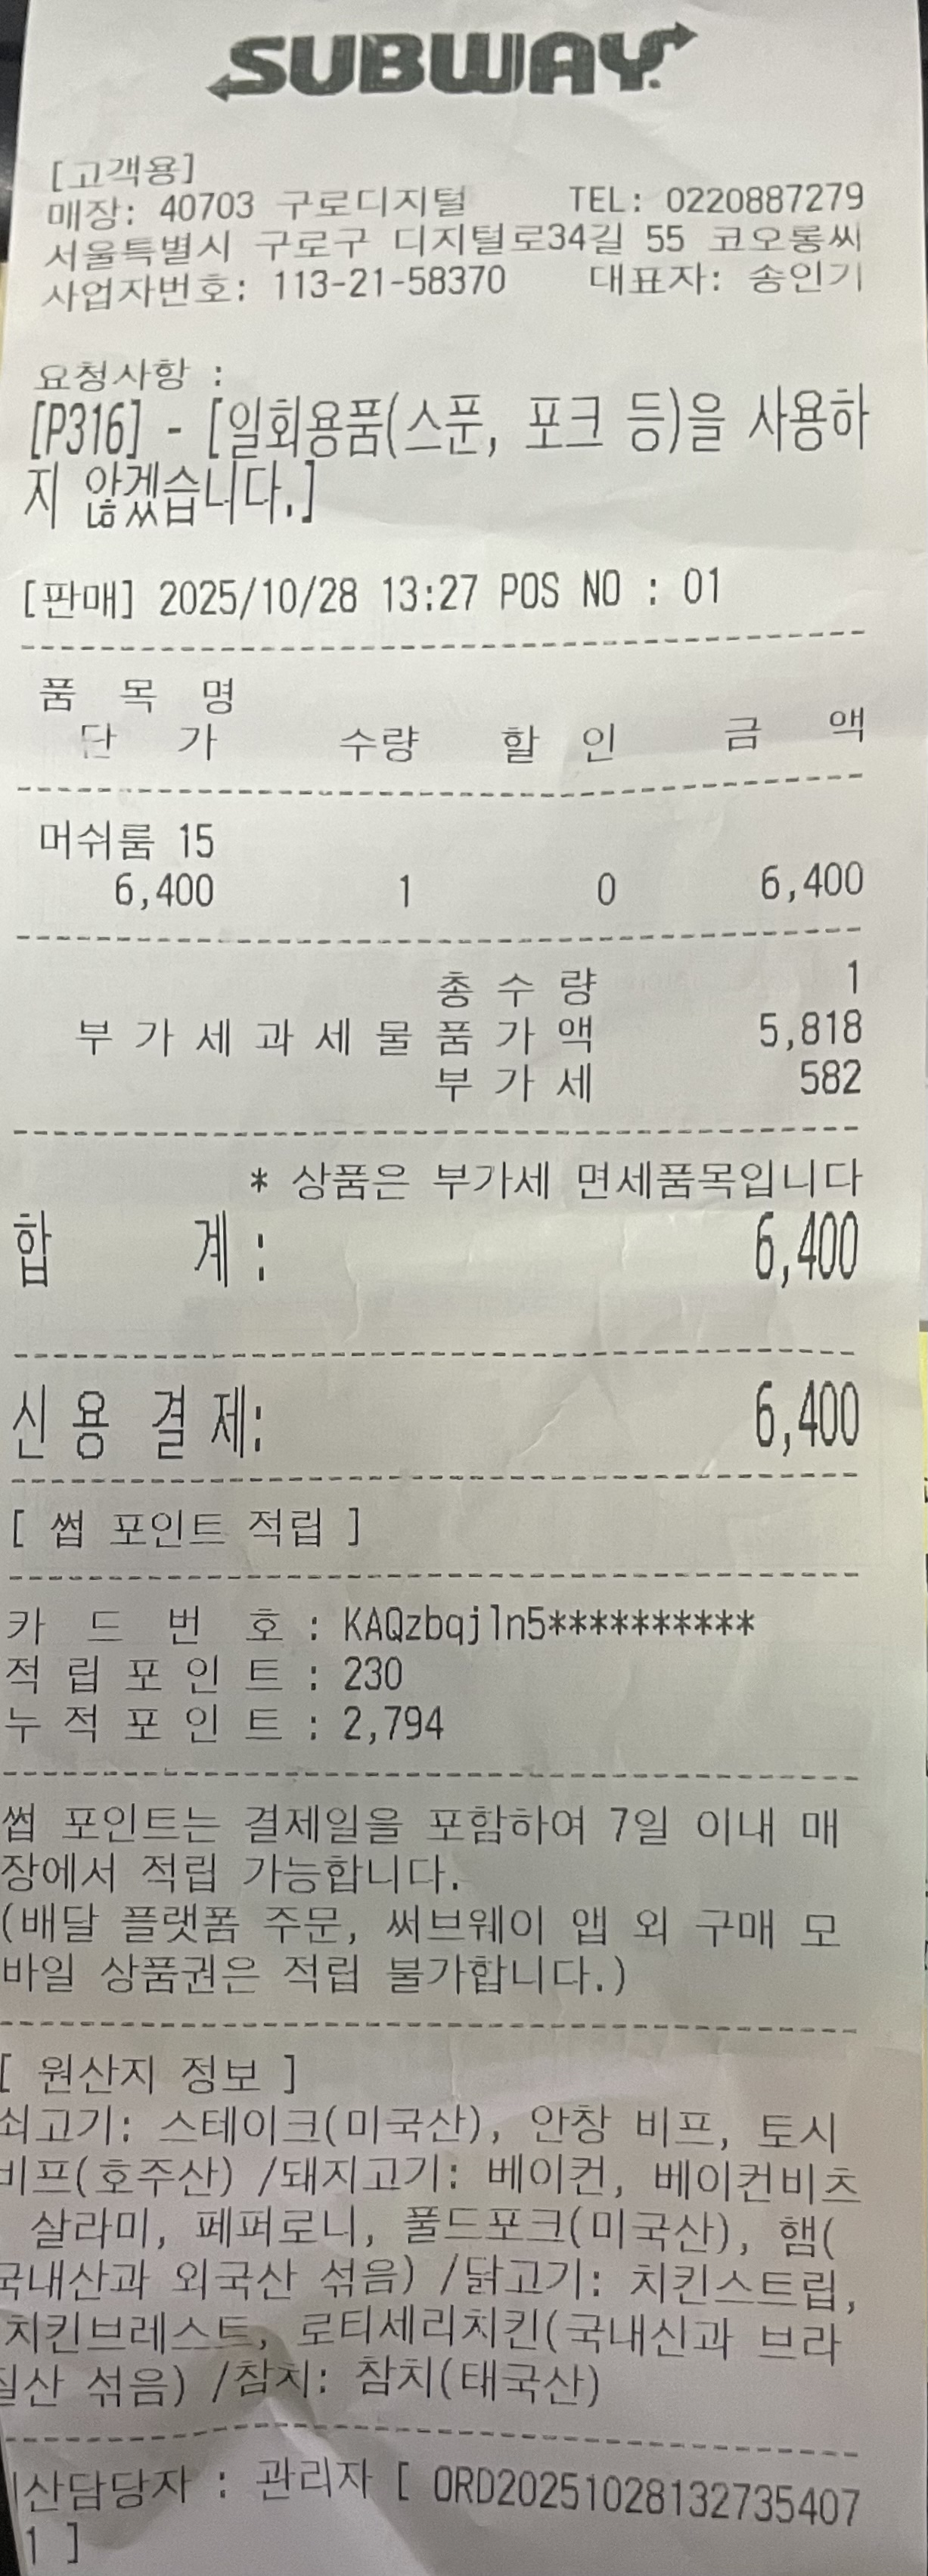 SUBWAY
[고객용]
매장: 40703 구로디지털 TEL: 0220887279
서울특별시 구로구 디지털로34길 55 코오롱씨
사업자번호: 113-21-58370 대표자: 송인기
요청사항 :
[P316] - [일회용품(스푼, 포크 등)을 사용하
지 않겠습니다.]
[판매] 2025/10/28 13:27 POS NO : 01
품 목 명
단 가 수량 할 인 금 액
머쉬룸 15
6,400 1 0 6,400
총 수 량 1
부 가 세 과 세 물 품 가 액 5,818
부 가 세 582
* 상품은 부가세 면세품목입니다
합 계 : 6,400
신 용 결 제: 6,400
[ 썹 포인트 적립 ]
카 드 번 호 : KAQzbqjln5**********
적 립 포 인 트 : 230
누 적 포 인 트 : 2,794
썹 포인트는 결제일을 포함하여 7일 이내 매
장에서 적립 가능합니다.
(배달 플랫폼 주문, 써브웨이 앱 외 구매 모
바일 상품권은 적립 불가합니다.)
[ 원산지 정보 ]
쇠고기: 스테이크(미국산), 안창 비프, 토시
비프(호주산) /돼지고기: 베이컨, 베이컨비츠
살라미, 페퍼로니, 풀드포크(미국산), 햄(
국내산과 외국산 섞음) /닭고기: 치킨스트립,
치킨브레스트, 로티세리치킨(국내신과 브라
질산 섞음) /참치: 참치(태국산)
산담당자 : 관리자 [ ORD20251028132735407
1 ]